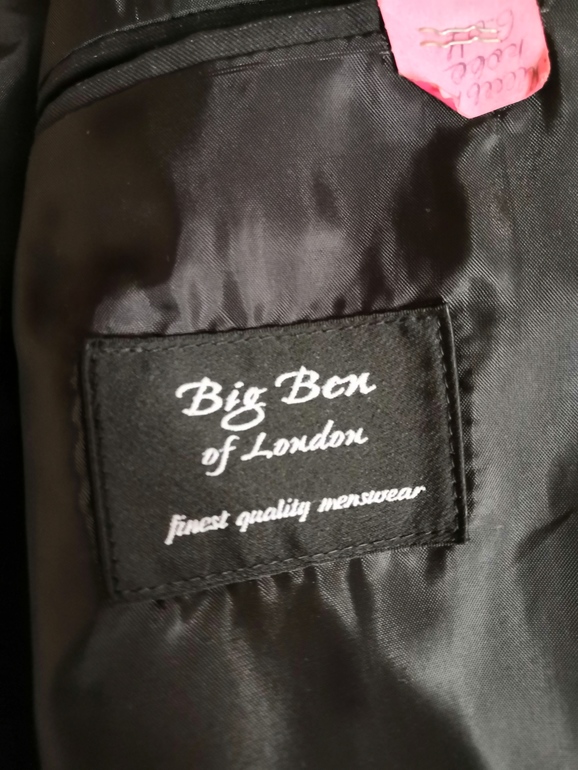 Big Ben
of London
finest quality menswear